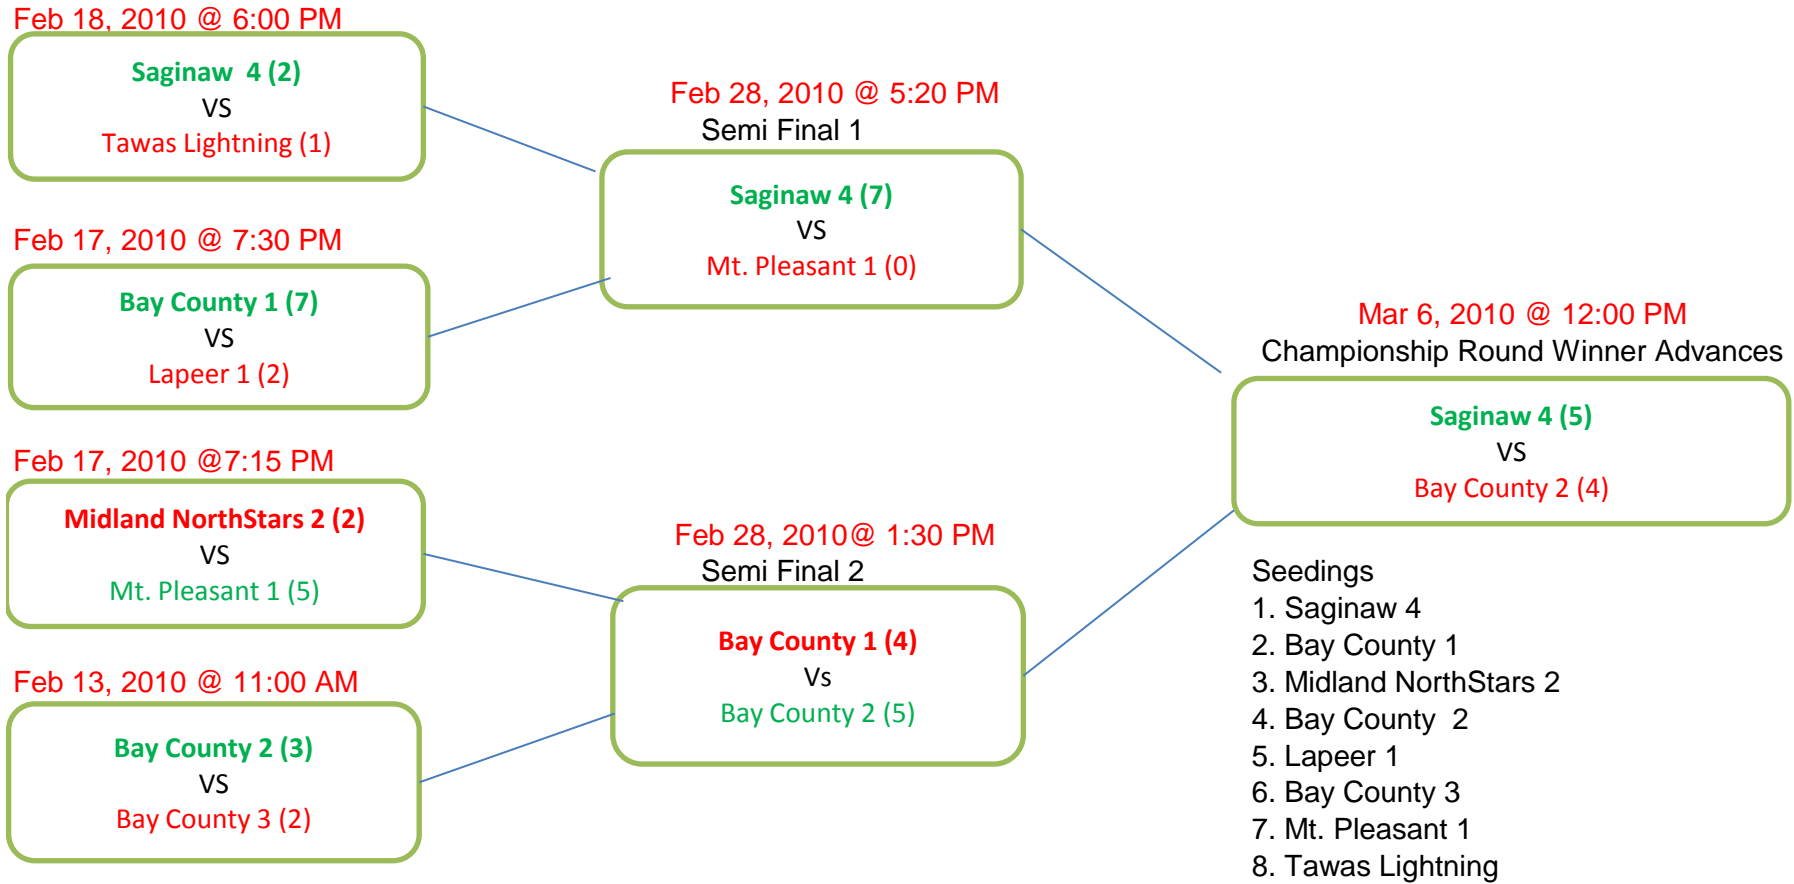 Feb 18, 2010 @ 6:00 PM
Saginaw  4 (2)
VS
Tawas Lightning (1)
Feb 17, 2010 @ 7:30 PM
Bay County 1 (7)
VS
Lapeer 1 (2)
Feb 17, 2010 @7:15 PM
Midland NorthStars 2 (2)
VS
Mt. Pleasant 1 (5)
Feb 13, 2010 @ 11:00 AM
Bay County 2 (3)
VS
Bay County 3 (2)
Feb 28, 2010 @ 5:20 PM
Semi Final 1
Saginaw 4 (7)
VS
Mt. Pleasant 1 (0)
Feb 28, 2010@ 1:30 PM
Semi Final 2
Bay County 1 (4)
Vs
Bay County 2 (5)
Mar 6, 2010 @ 12:00 PM
Championship Round Winner Advances
Saginaw 4 (5)
VS
Bay County 2 (4)
Seedings
1. Saginaw 4
2. Bay County 1
3. Midland NorthStars 2
4. Bay County  2
5. Lapeer 1
6. Bay County 3
7. Mt. Pleasant 1
8. Tawas Lightning